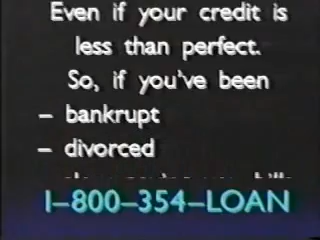 Even if your credit is
less than perfect.
So, if you've been
– bankrupt
– divorced
1–800–354–LOAN